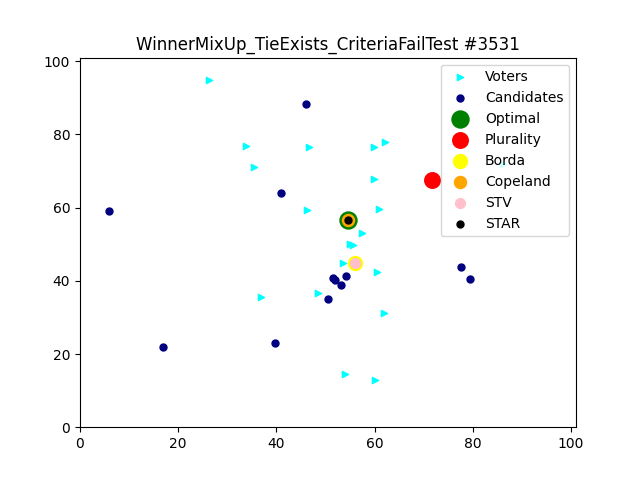 WinnerMixUp_TieExists_CriteriaFailTest #3531
100
80
60
40
20
0
0
20
40
60
80
100
Voters
Candidates
Optimal
Plurality
Borda
Copeland
STV
STAR